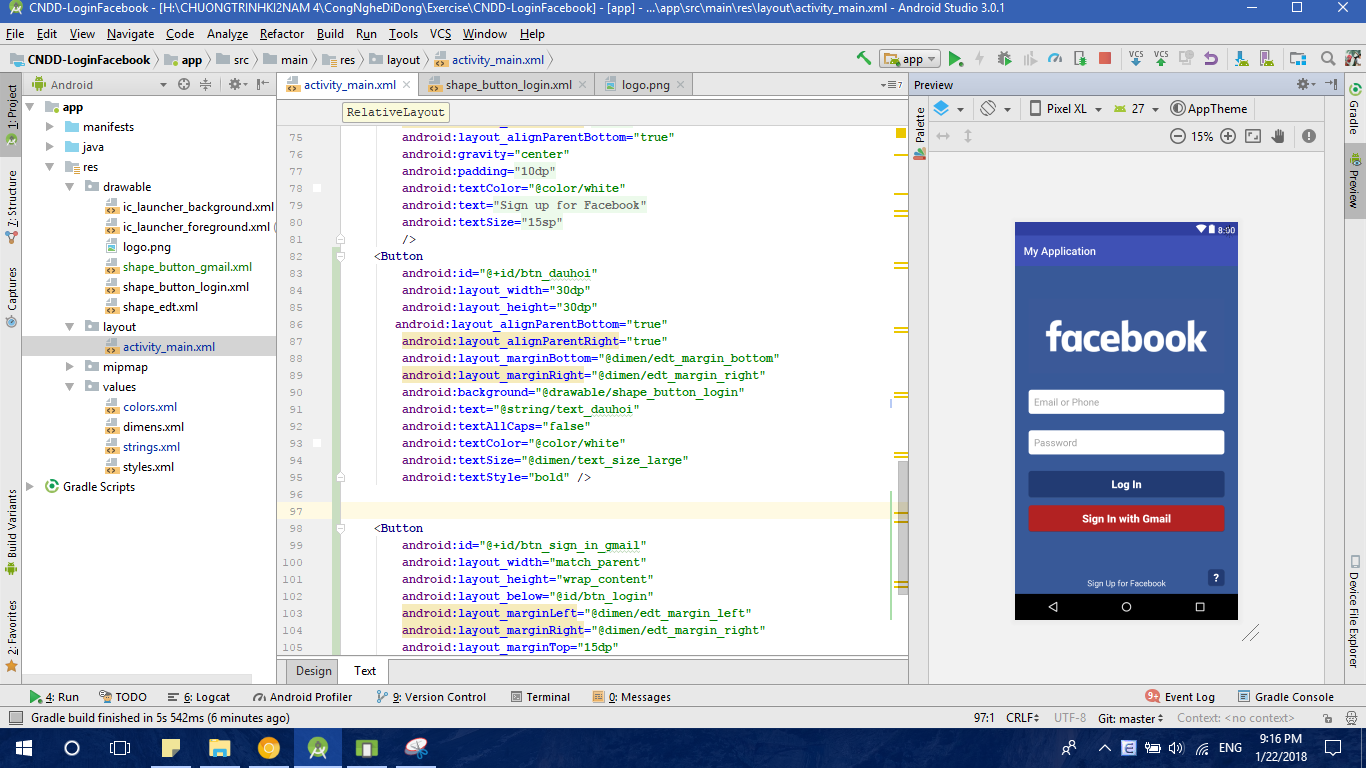 CNDD-LoginFacebook - [H:\CHUONGTRINHKI2NAM 4\CongNgheDiDong\Exercise\CNDD-LoginFacebook] - [app] - ...\app\src\main\res\layout\activity_main.xml - Android Studio 3.0.1
File Edit View Navigate Code Analyze Refactor Build Run Tools VCS Window Help
CNDD-LoginFacebook app src main res layout activity_main.xml
app
VCS VCS
1: Project
7: Structure
Captures
Build Variants
2: Favorites
Android
app
manifests
java
res
drawable
ic_launcher_background.xml
ic_launcher_foreground.xml (
logo.png
shape_button_gmail.xml
shape_button_login.xml
shape_edt.xml
layout
activity_main.xml
mipmap
values
colors.xml
dimens.xml
strings.xml
styles.xml
Gradle Scripts
activity_main.xml shape_button_login.xml logo.png
7
RelativeLayout
75 android:layout_alignParentBottom="true"
76 android:gravity="center"
77 android:padding="10dp"
78 android:textColor="@color/white"
79 android:text="Sign up for Facebook"
80 android:textSize="15sp"
81 />
82 <Button
83 android:id="@+id/btn_dauhoi"
84 android:layout_width="30dp"
85 android:layout_height="30dp"
86 android:layout_alignParentBottom="true"
87 android:layout_alignParentRight="true"
88 android:layout_marginBottom="@dimen/edt_margin_bottom"
89 android:layout_marginRight="@dimen/edt_margin_right"
90 android:background="@drawable/shape_button_login"
91 android:text="@string/text_dauhoi"
92 android:textAllCaps="false"
93 android:textColor="@color/white"
94 android:textSize="@dimen/text_size_large"
95 android:textStyle="bold" />
96
97
98 <Button
99 android:id="@+id/btn_sign_in_gmail"
100 android:layout_width="match_parent"
101 android:layout_height="wrap_content"
102 android:layout_below="@id/btn_login"
103 android:layout_marginLeft="@dimen/edt_margin_left"
104 android:layout_marginRight="@dimen/edt_margin_right"
105 android:layout_marginTop="15dp"
Design Text
Preview
Palette
Pixel XL 27 AppTheme
15%
8:00
My Application
facebook
Email or Phone
Password
Log In
Sign In with Gmail
Sign Up for Facebook
?
Gradle
Preview
Device File Explorer
4: Run TODO 6: Logcat Android Profiler 9: Version Control Terminal 0: Messages
9+ Event Log Gradle Console
Gradle build finished in 5s 542ms (6 minutes ago)
97:1 CRLF UTF-8 Git: master Context: <no context>
ENG
9:16 PM
1/22/2018